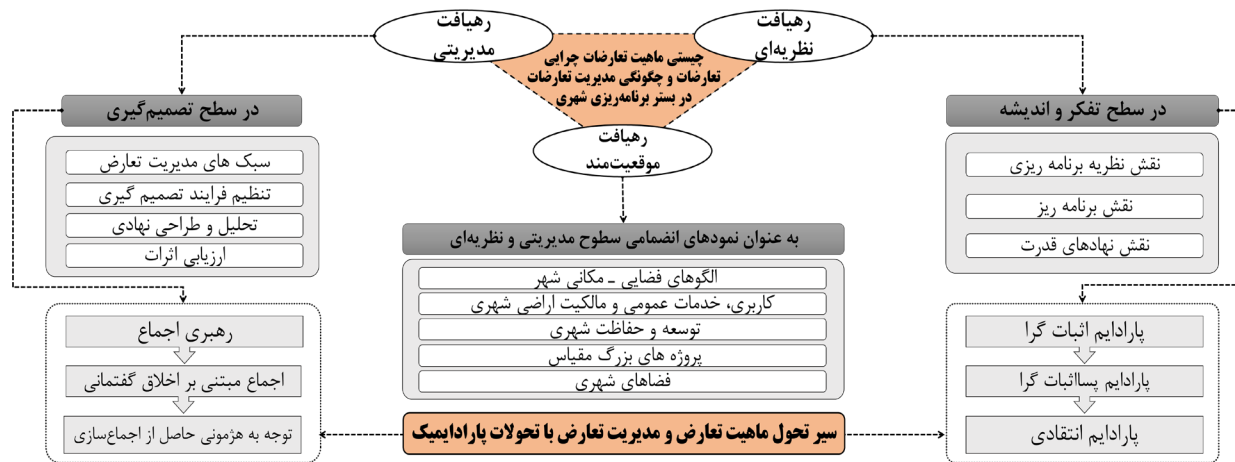 رهیافت
نظریه‌ای
رهیافت
مدیریتی
چیستی ماهیت تعارضات چرایی
تعارضات و چگونگی مدیریت تعارضات
در بستر برنامه‌ریزی شهری
رهیافت
موقعیت‌مند
در سطح تفکر و اندیشه
نقش نظریه برنامه ریزی
نقش برنامه ریز
نقش نهادهای قدرت
پارادایم اثبات گرا
پارادایم پسااثبات گرا
پارادایم انتقادی
به عنوان نمودهای انضمامی سطوح مدیریتی و نظریه‌ای
الگوهای فضایی ـ مکانی شهر
کاربری، خدمات عمومی و مالکیت اراضی شهری
توسعه و حفاظت شهری
پروژه های بزرگ مقیاس
فضاهای شهری
سیر تحول ماهیت تعارض و مدیریت تعارض با تحولات پارادایمیک
در سطح تصمیم‌گیری
سبک های مدیریت تعارض
تنظیم فرایند تصمیم گیری
تحلیل و طراحی نهادی
ارزیابی اثرات
رهبری اجماع
اجماع مبتنی بر اخلاق گفتمانی
توجه به هژمونی حاصل از اجماع‌سازی